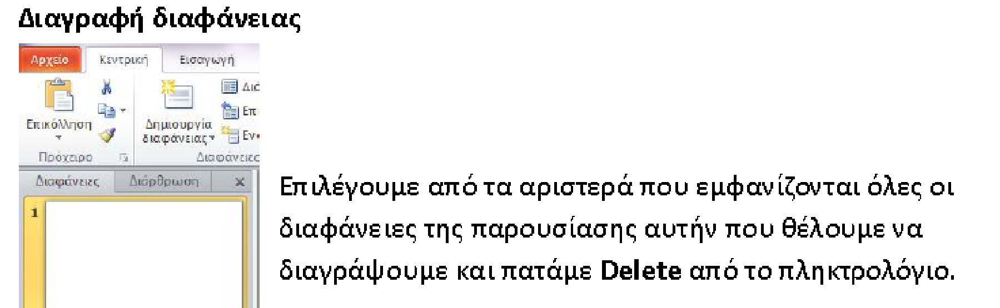 Διαγραφή διαφάνειας
Αρχείο Κεντρική Εισαγωγή
Διά
Επ
Επικόλληση
Δημιουργία
διαφάνειας
Εν
Πρόχειρο Διαφάνειες
Διαφάνειες Διάρθρωση
1
Επιλέγουμε από τα αριστερά που εμφανίζονται όλες οι
διαφάνειες της παρουσίασης αυτήν που θέλουμε να
διαγράψουμε και πατάμε Delete από το πληκτρολόγιο.